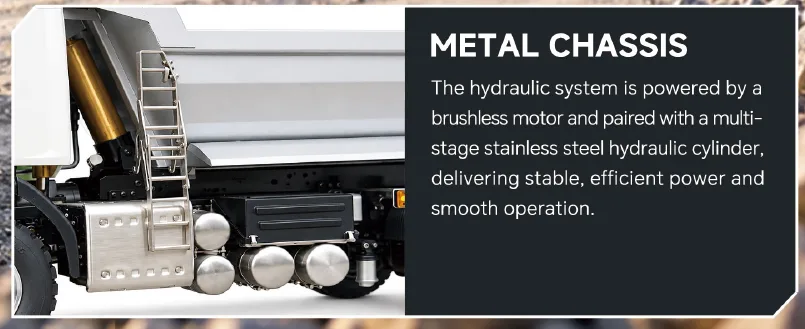 METAL CHASSIS
The hydraulic system is powered by a
brushless motor and paired with a multi-
stage stainless steel hydraulic cylinder,
delivering stable, efficient power and
smooth operation.